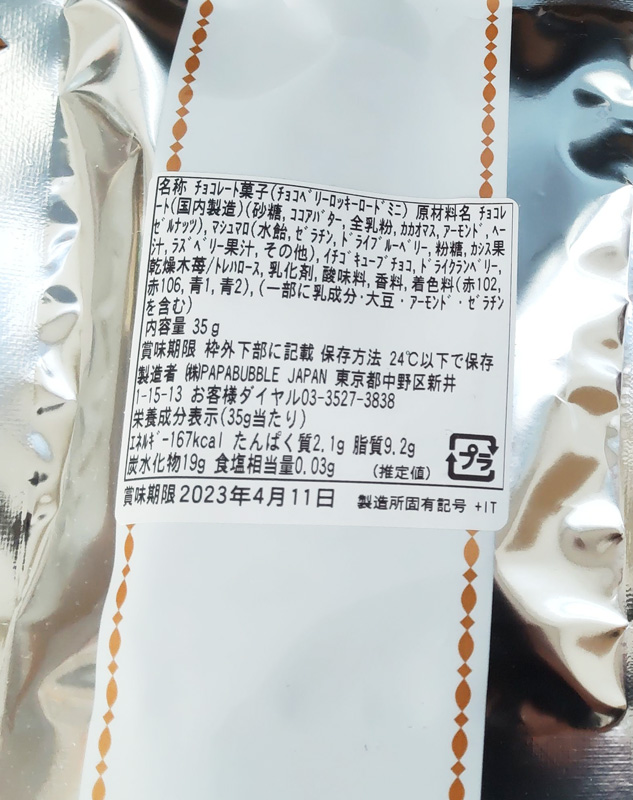 名称 ﾁｮｺﾚｰﾄ菓子(ﾁｮｺﾍﾞﾘｰﾛｯｷｰﾛｰﾄﾞﾐﾆ) 原材料名 ﾁｮｺﾚ
ｰﾄ(国内製造)(砂糖, ｺｺｱﾊﾞﾀｰ, 全乳粉, ｶｶｵﾏｽ, ｱｰﾓﾝﾄﾞ, ﾍｰ
ｾﾞﾙﾅｯﾂ), ﾏｼｭﾏﾛ(水飴, ｾﾞﾗﾁﾝ, ﾄﾞﾗｲﾌﾞﾙｰﾍﾞﾘｰ, 粉糖, ｶｼｽ果
汁, ﾗｽﾞﾍﾞﾘｰ果汁, その他), ｲﾁｺﾞｷｭｰﾌﾞﾁｮｺ, ﾄﾞﾗｲｸﾗﾝﾍﾞﾘｰ,
乾燥木苺/ﾄﾚﾊﾛｰｽ, 乳化剤, 酸味料, 香料, 着色料(赤102,
赤106, 青1, 青2), (一部に乳成分・大豆・ｱｰﾓﾝﾄﾞ・ｾﾞﾗﾁﾝ
を含む)
内容量 35g
賞味期限 枠外下部に記載 保存方法 24℃以下で保存
製造者 ㈱PAPABUBBLE JAPAN 東京都中野区新井
1-15-13 お客様ダイヤル03-3527-3838
栄養成分表示(35g当たり)
ｴﾈﾙｷﾞｰ167kcal たんぱく質2.1g 脂質9.2g
炭水化物19g 食塩相当量0.03g (推定値)
プラ
賞味期限2023年4月11日 製造所固有記号 +IT